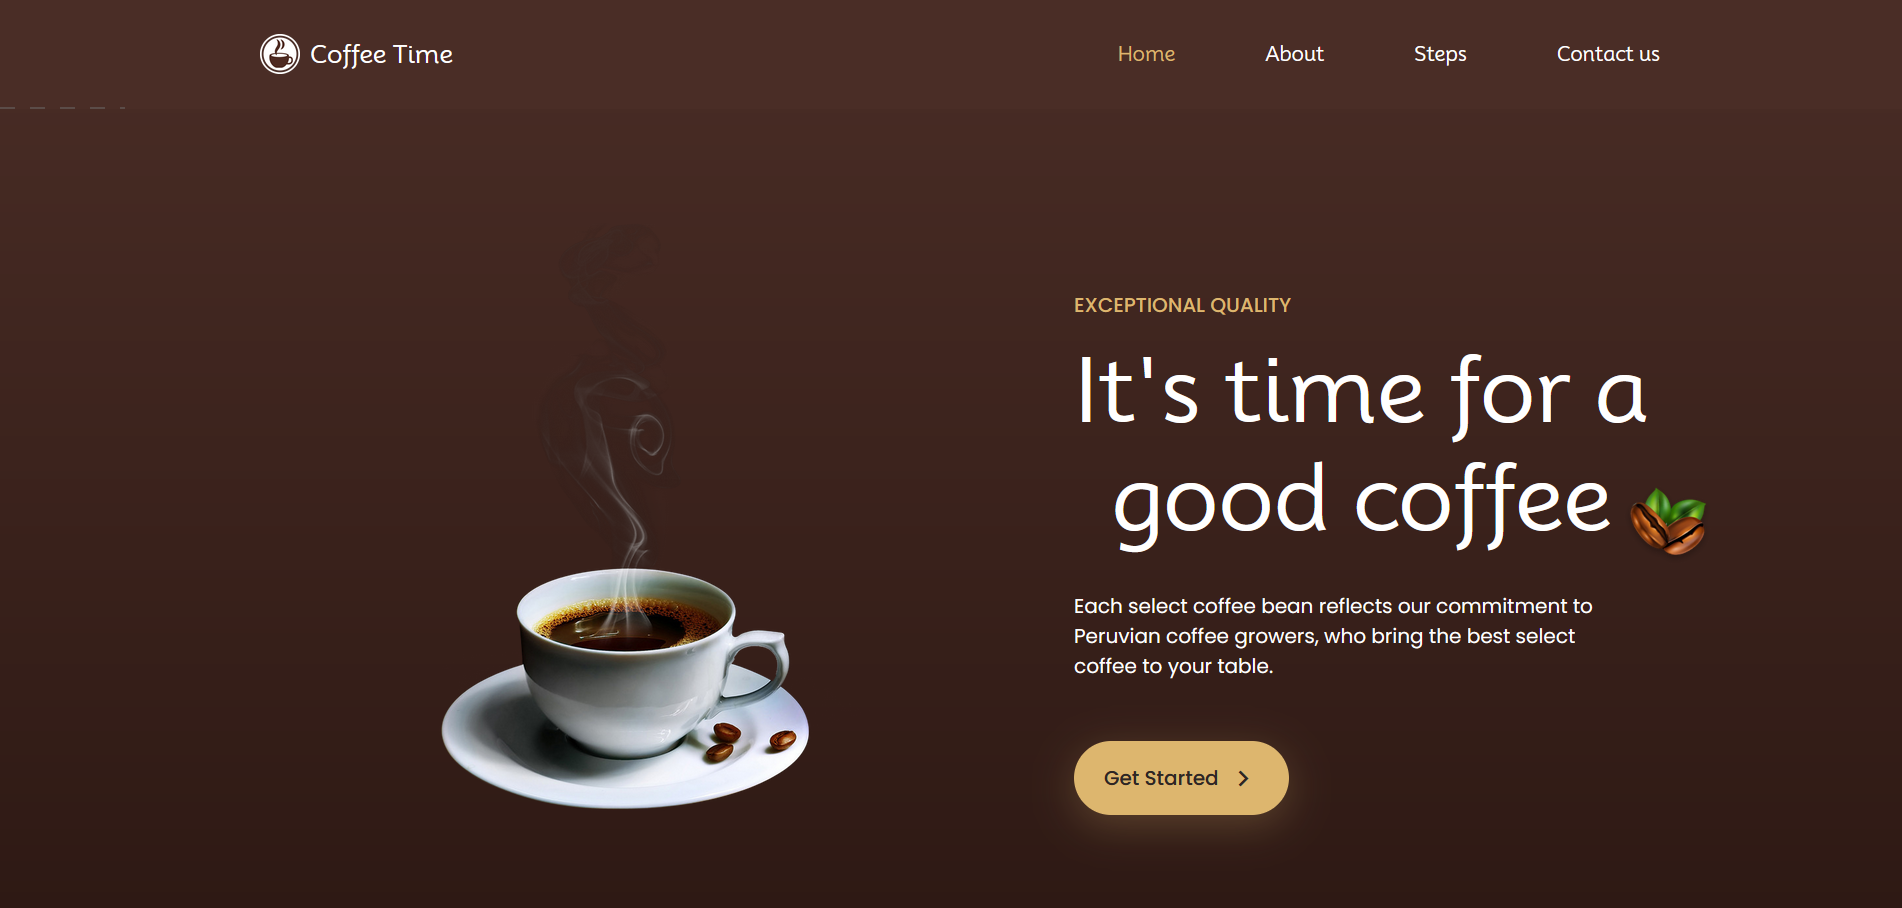 Coffee Time
Home
About
Steps
Contact us
EXCEPTIONAL QUALITY
It's time for a
good coffee
Each select coffee bean reflects our commitment to
Peruvian coffee growers, who bring the best select
coffee to your table.
Get Started